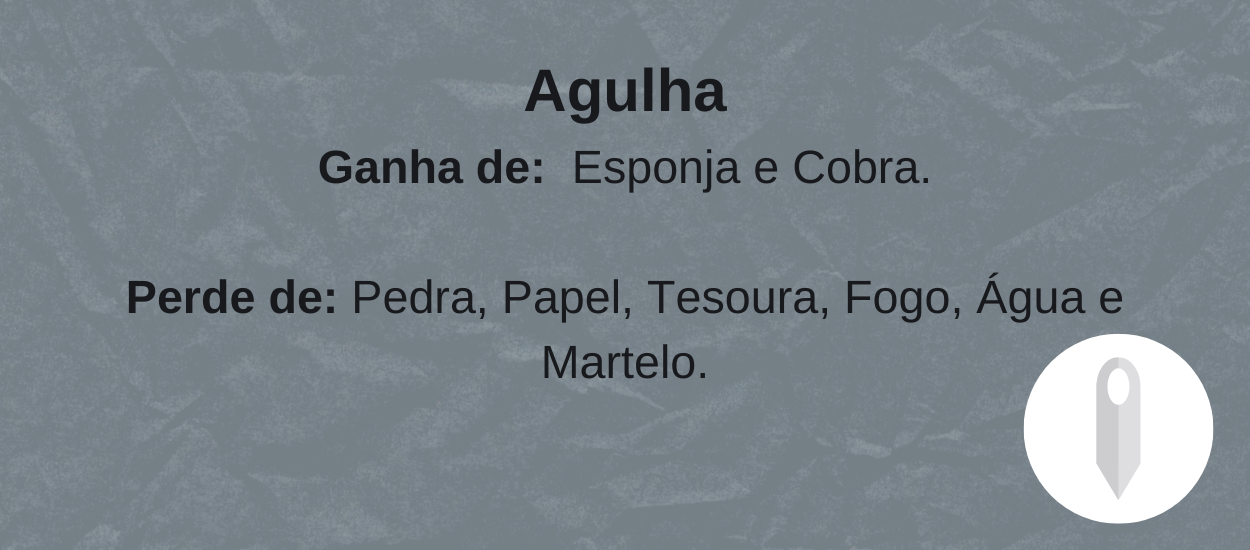 Agulha
Ganha de: Esponja e Cobra.
Perde de: Pedra, Papel, Tesoura, Fogo, Água e
Martelo.